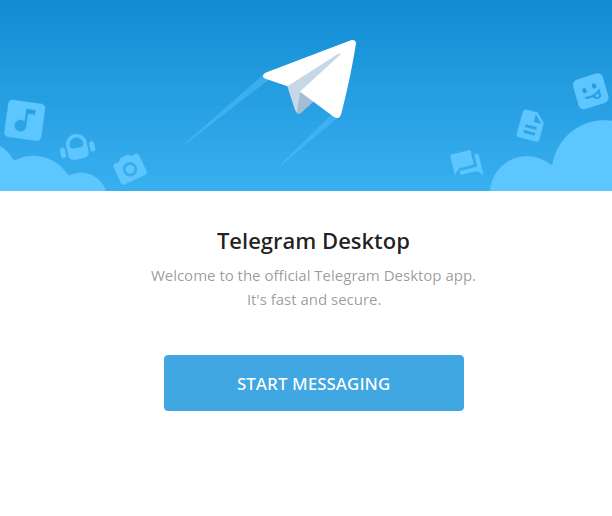 Telegram Desktop
Welcome to the official Telegram Desktop app.
It's fast and secure.
START MESSAGING